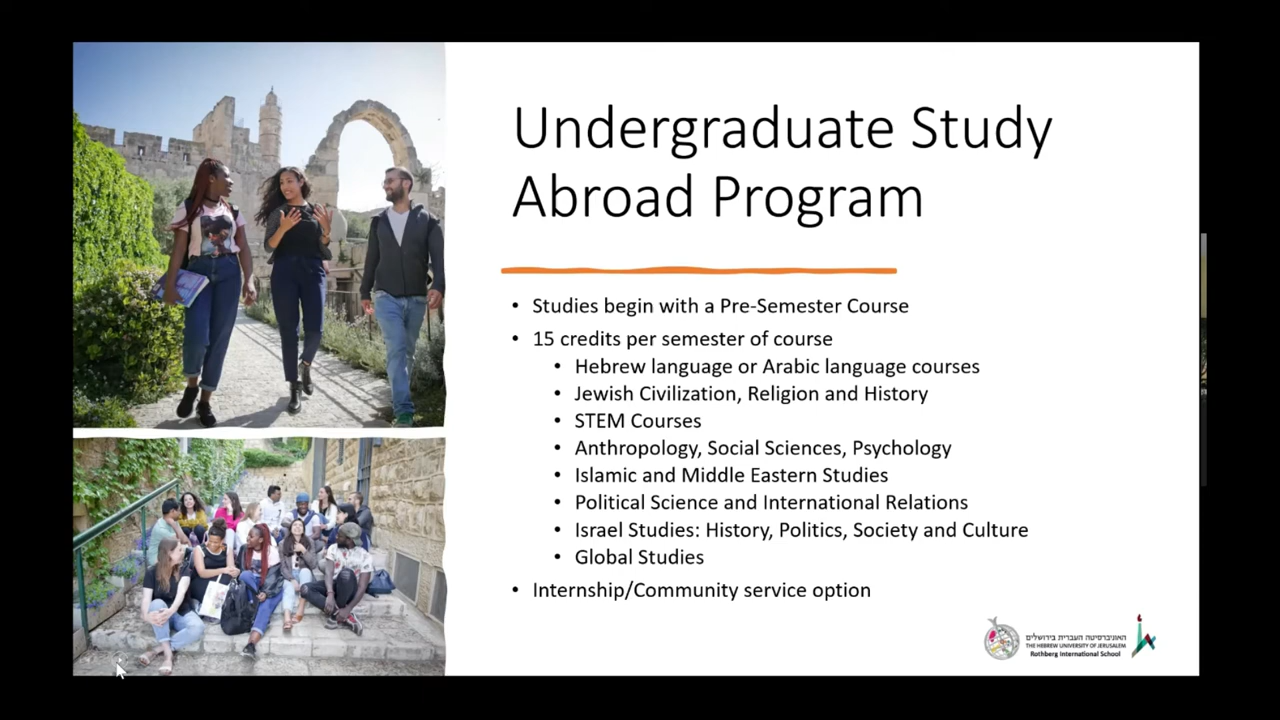 Undergraduate Study
Abroad Program
• Studies begin with a Pre-Semester Course
• 15 credits per semester of course
• Hebrew language or Arabic language courses
• Jewish Civilization, Religion and History
• STEM Courses
• Anthropology, Social Sciences, Psychology
• Islamic and Middle Eastern Studies
• Political Science and International Relations
• Israel Studies: History, Politics, Society and Culture
• Global Studies
• Internship/Community service option
האוניברסיטה העברית בירושלים
THE HEBREW UNIVERSITY OF JERUSALEM
Rothberg International School